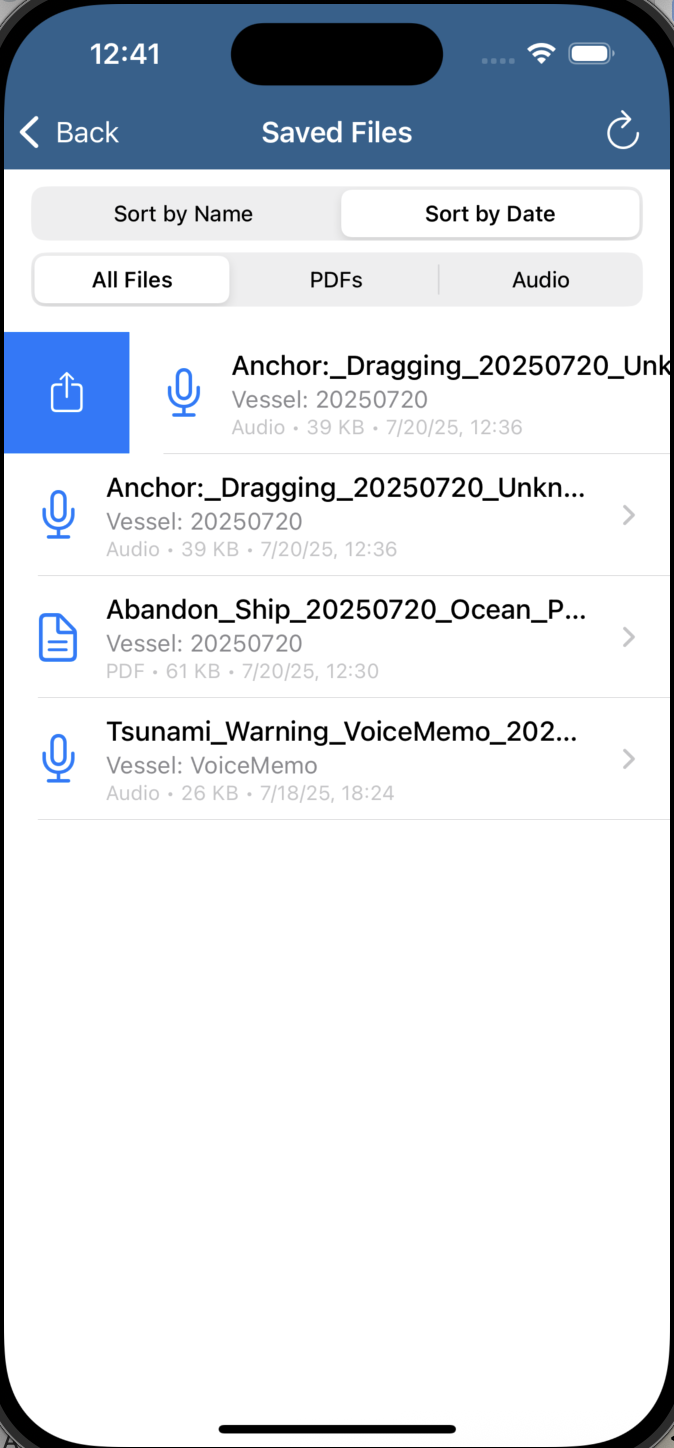 12:41
Back
Saved Files
Sort by Name
Sort by Date
All Files
PDFs
Audio
Anchor:_Dragging_20250720_Unk
Vessel: 20250720
Audio • 39 KB • 7/20/25, 12:36
Anchor:_Dragging_20250720_Unkn...
Vessel: 20250720
Audio • 39 KB • 7/20/25, 12:36
Abandon_Ship_20250720_Ocean_P...
Vessel: 20250720
PDF • 61 KB • 7/20/25, 12:30
Tsunami_Warning_VoiceMemo_202...
Vessel: VoiceMemo
Audio • 26 KB • 7/18/25, 18:24